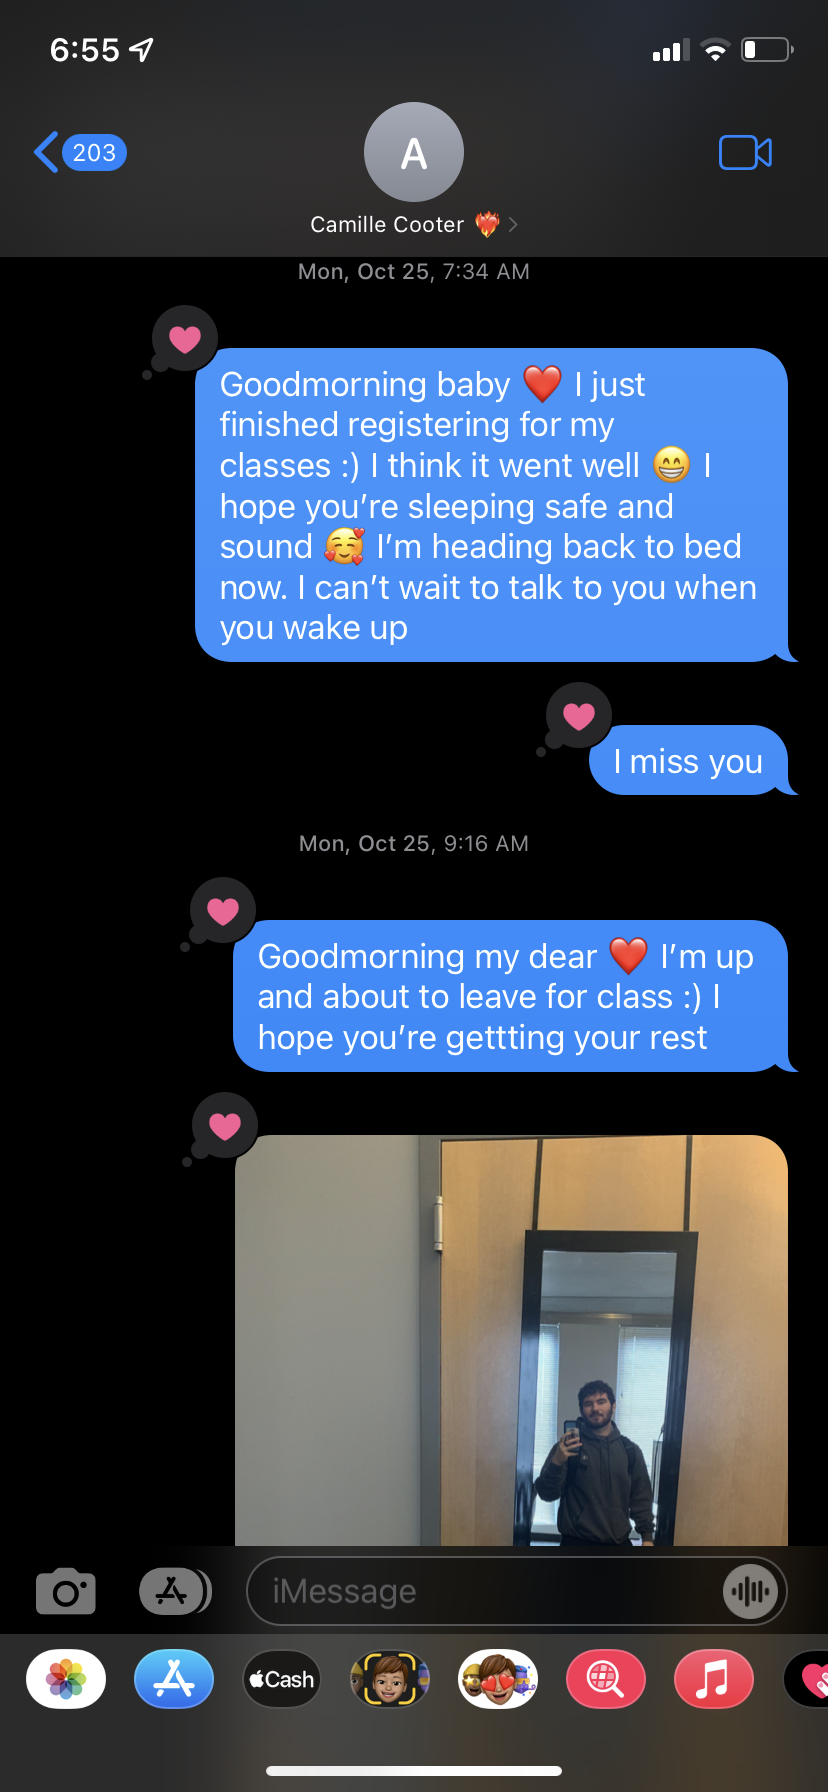 6:55
203
A
Camille Cooter ❤️‍🔥
Mon, Oct 25, 7:34 AM
Goodmorning baby ❤️ I just
finished registering for my
classes :) I think it went well 😁 I
hope you’re sleeping safe and
sound 🥰 I’m heading back to bed
now. I can’t wait to talk to you when
you wake up
I miss you
Mon, Oct 25, 9:16 AM
Goodmorning my dear ❤️ I’m up
and about to leave for class :) I
hope you’re gettting your rest
iMessage
Cash